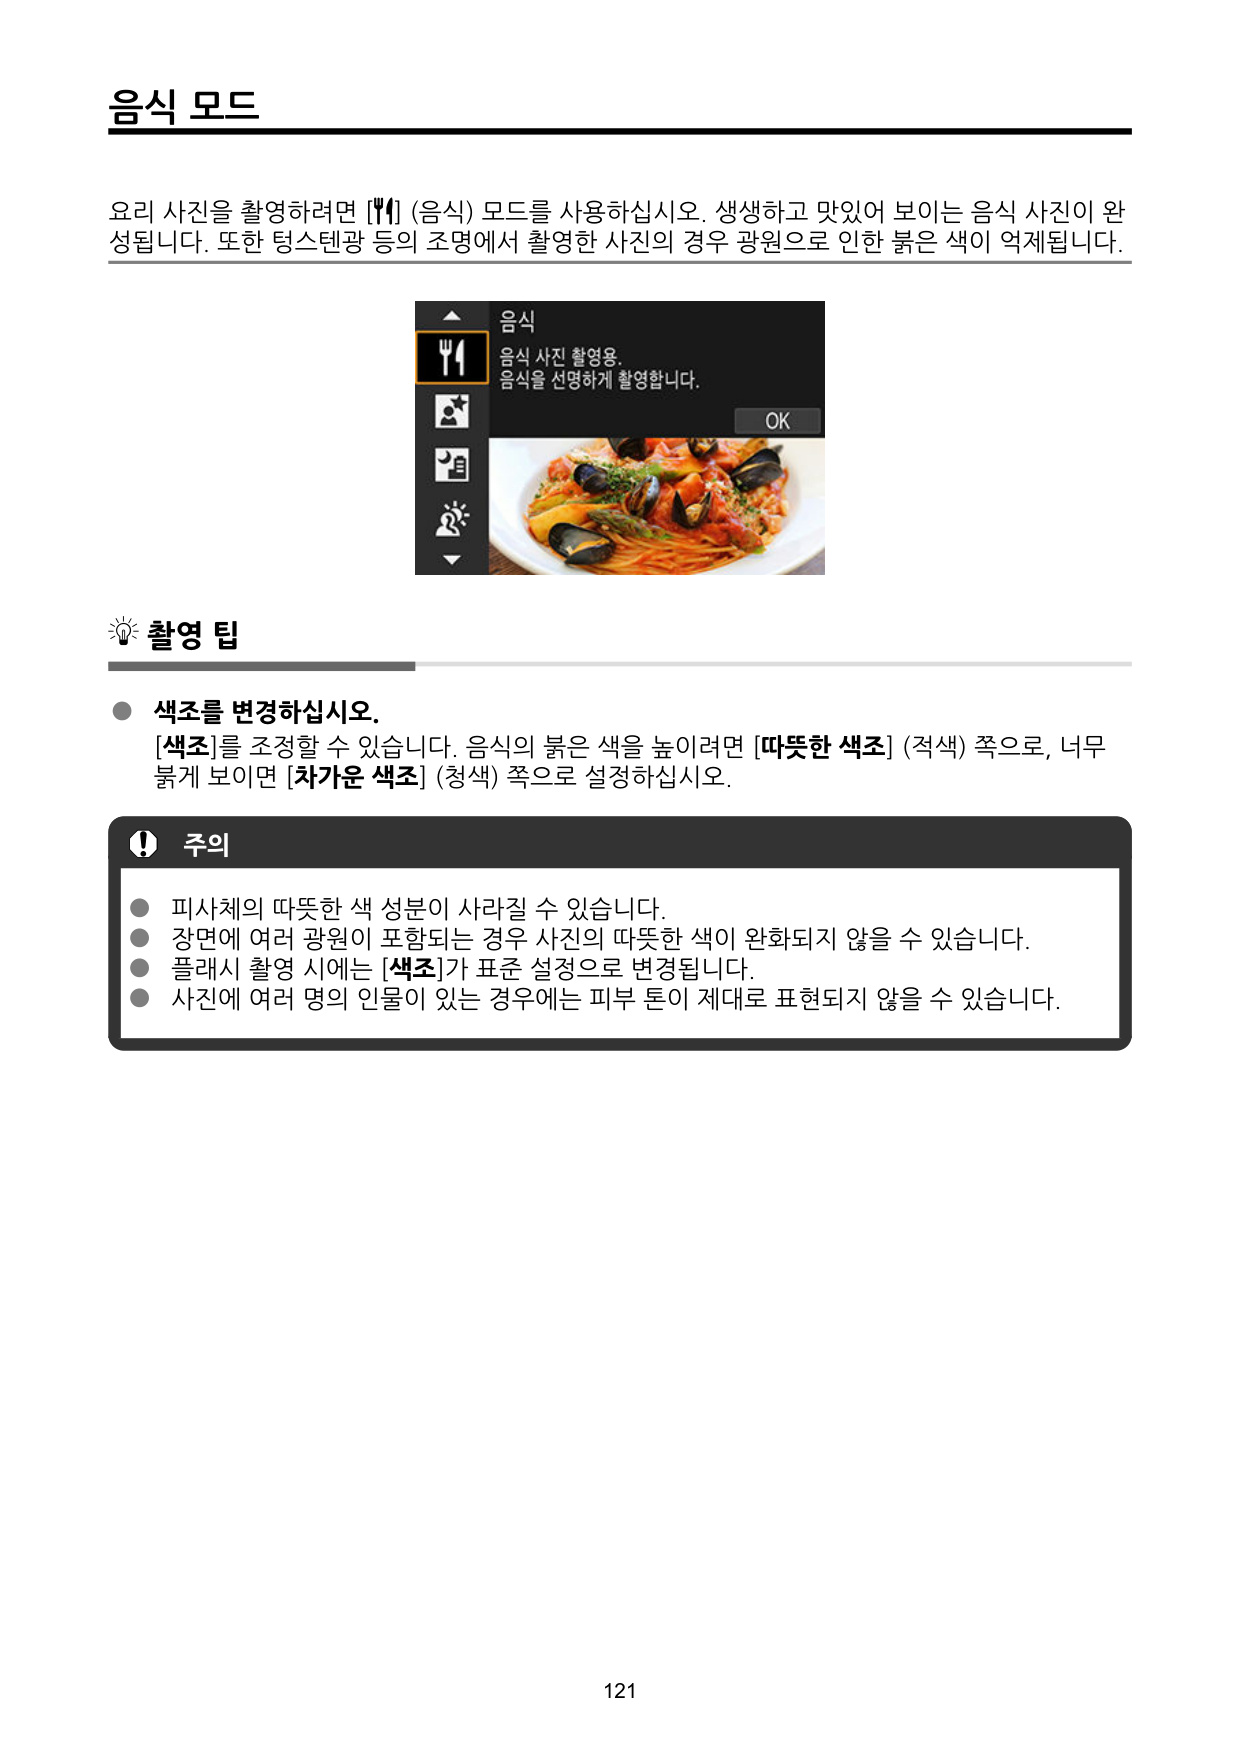 음식 모드
요리 사진을 촬영하려면 [] (음식) 모드를 사용하십시오. 생생하고 맛있어 보이는 음식 사진이 완
성됩니다. 또한 텅스텐광 등의 조명에서 촬영한 사진의 경우 광원으로 인한 붉은 색이 억제됩니다.
음식
음식 사진 촬영용.
음식을 선명하게 촬영합니다.
OK
촬영 팁
● 색조를 변경하십시오.
[색조]를 조정할 수 있습니다. 음식의 붉은 색을 높이려면 [따뜻한 색조] (적색) 쪽으로, 너무
붉게 보이면 [차가운 색조] (청색) 쪽으로 설정하십시오.
주의
● 피사체의 따뜻한 색 성분이 사라질 수 있습니다.
● 장면에 여러 광원이 포함되는 경우 사진의 따뜻한 색이 완화되지 않을 수 있습니다.
● 플래시 촬영 시에는 [색조]가 표준 설정으로 변경됩니다.
● 사진에 여러 명의 인물이 있는 경우에는 피부 톤이 제대로 표현되지 않을 수 있습니다.
121